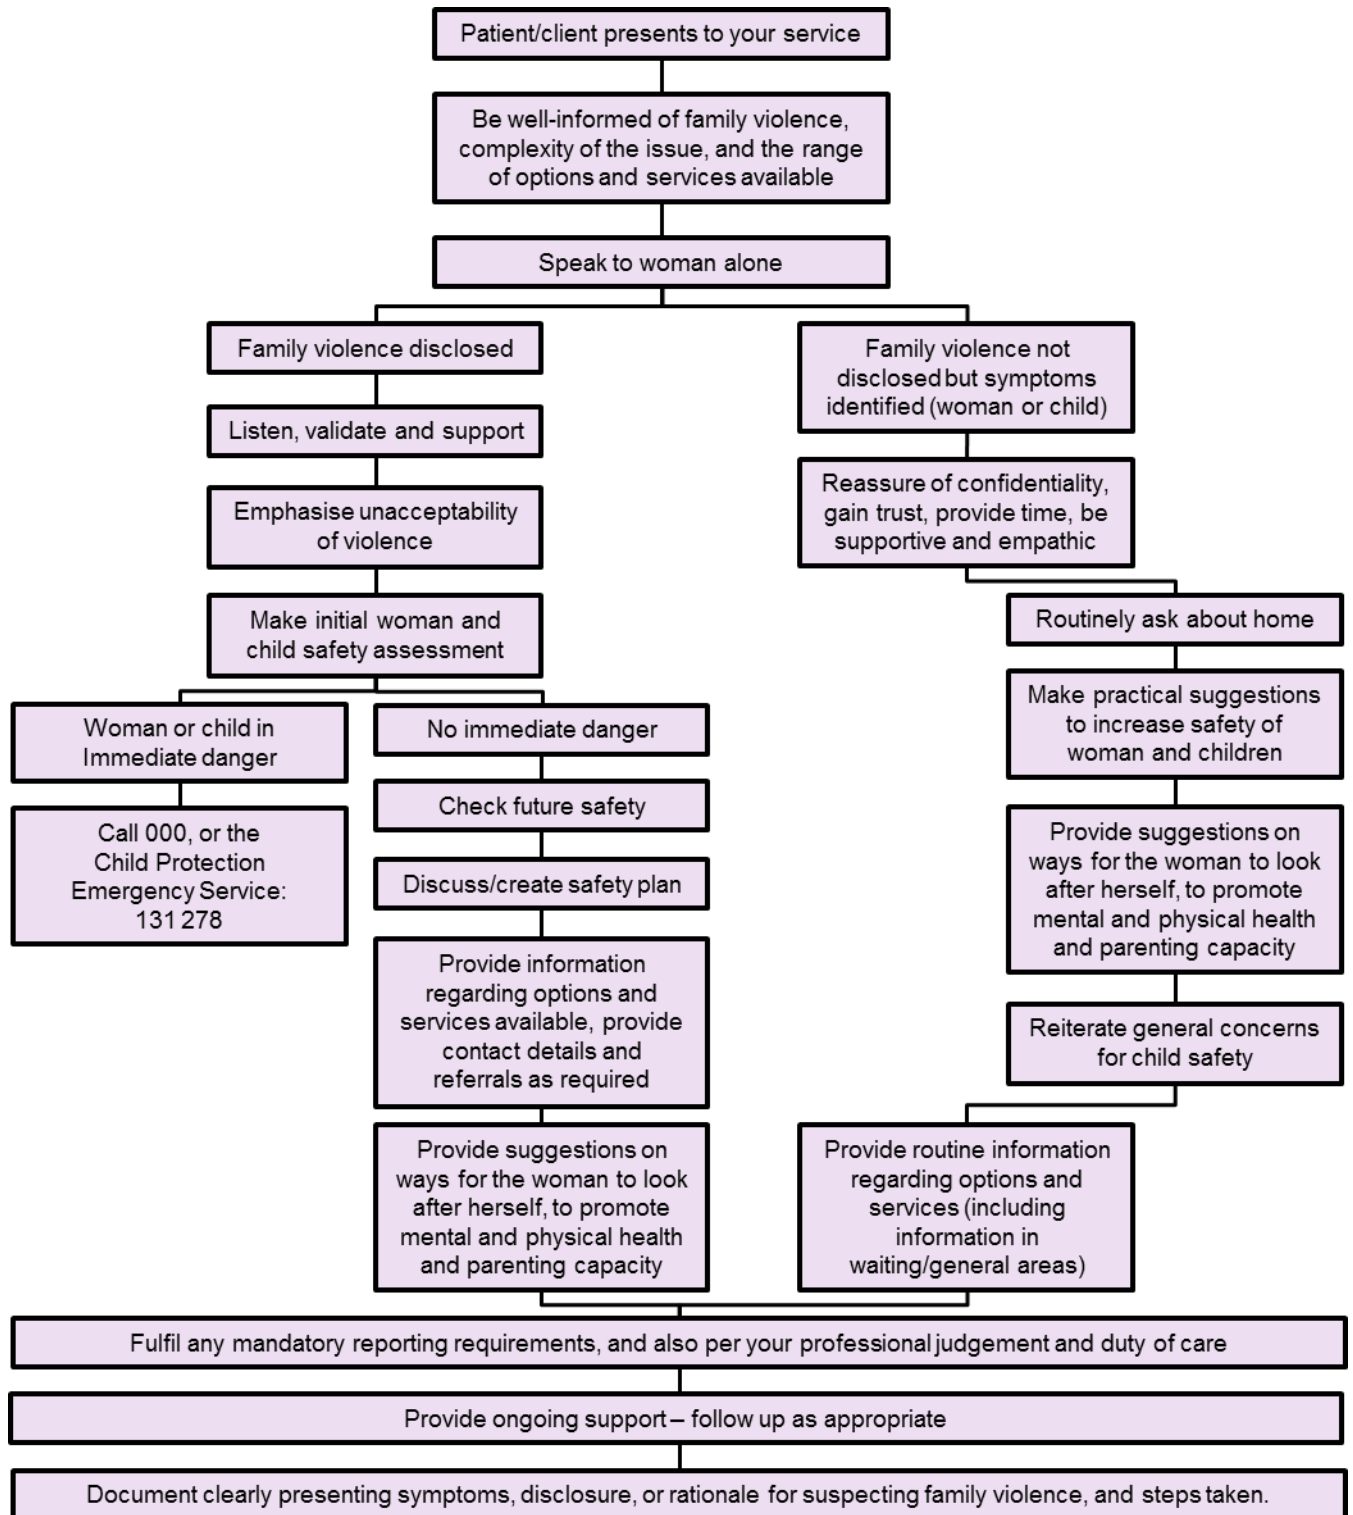 Patient/client presents to your service
Be well-informed of family violence,
complexity of the issue, and the range
of options and services available
Speak to woman alone
Family violence disclosed
Listen, validate and support
Emphasise unacceptability
of violence
Make initial woman and
child safety assessment
Woman or child in
Immediate danger
Call 000, or the
Child Protection
Emergency Service:
131 278
No immediate danger
Check future safety
Discuss/create safety plan
Provide information
regarding options and
services available, provide
contact details and
referrals as required
Provide suggestions on
ways for the woman to look
after herself, to promote
mental and physical health
and parenting capacity
Family violence not
disclosed but symptoms
identified (woman or child)
Reassure of confidentiality,
gain trust, provide time, be
supportive and empathic
Routinely ask about home
Make practical suggestions
to increase safety of
woman and children
Provide suggestions on
ways for the woman to look
after herself, to promote
mental and physical health
and parenting capacity
Reiterate general concerns
for child safety
Provide routine information
regarding options and
services (including
information in
waiting/general areas)
Fulfil any mandatory reporting requirements, and also per your professional judgement and duty of care
Provide ongoing support – follow up as appropriate
Document clearly presenting symptoms, disclosure, or rationale for suspecting family violence, and steps taken.